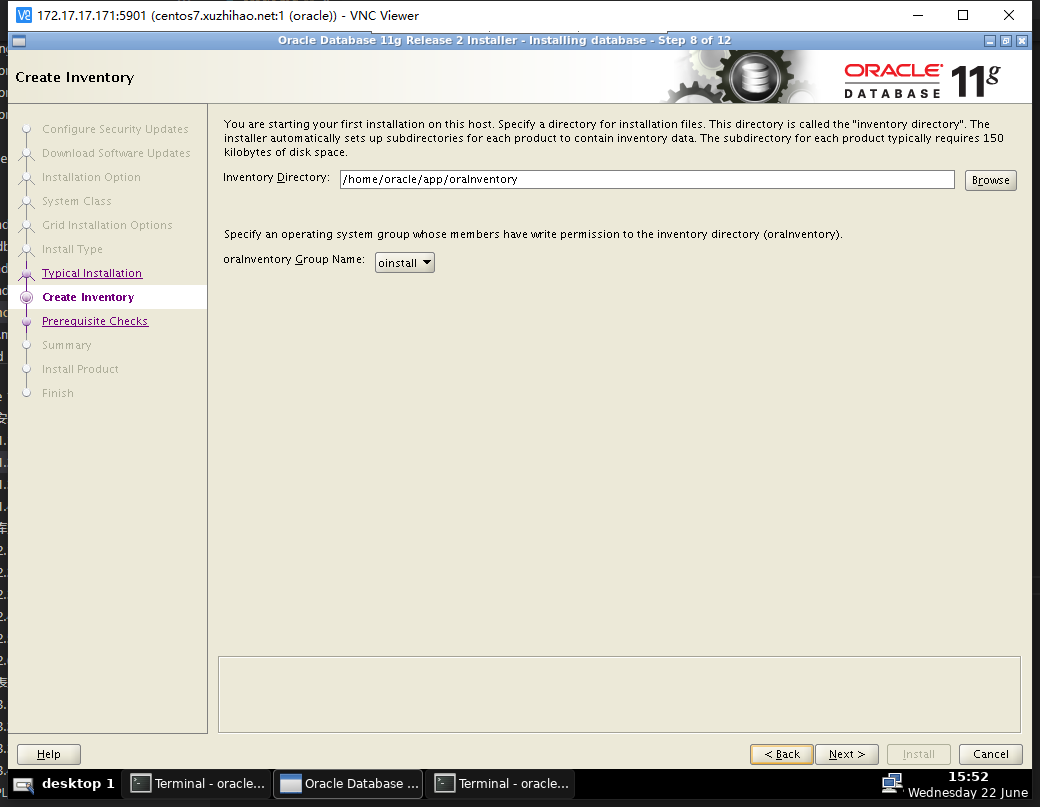 172.17.17.171:5901 (centos7.xuzhihao.net:1 (oracle)) - VNC Viewer
Oracle Database 11g Release 2 Installer - Installing database - Step 8 of 12
Create Inventory
ORACLE
DATABASE
11g
Configure Security Updates
Download Software Updates
Installation Option
System Class
Grid Installation Options
Install Type
Typical Installation
Create Inventory
Prerequisite Checks
Summary
Install Product
Finish
You are starting your first installation on this host. Specify a directory for installation files. This directory is called the "inventory directory". The
installer automatically sets up subdirectories for each product to contain inventory data. The subdirectory for each product typically requires 150
kilobytes of disk space.
Inventory Directory: /home/oracle/app/oraInventory Browse
Specify an operating system group whose members have write permission to the inventory directory (oraInventory).
oraInventory Group Name: oinstall
Help < Back Next > Install Cancel
desktop 1 Terminal - oracle... Oracle Database ... Terminal - oracle... 15:52
Wednesday 22 June